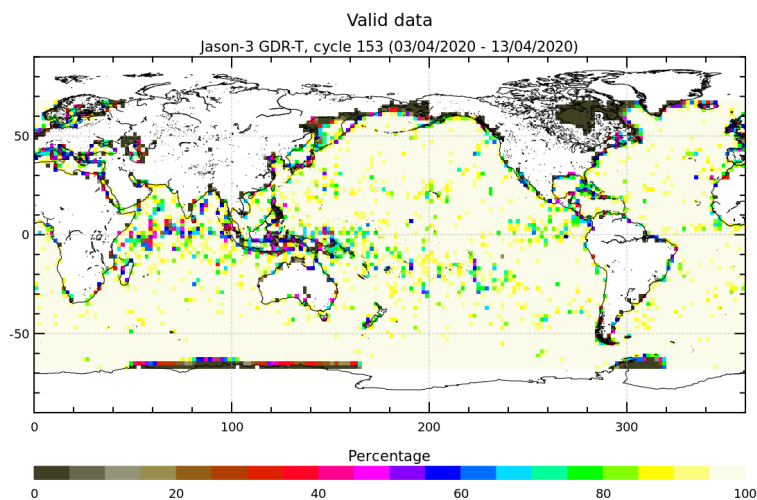 Valid data
Jason-3 GDR-T, cycle 153 (03/04/2020 - 13/04/2020)
50
0
-50
0 100 200 300
Percentage
0 20 40 60 80 100